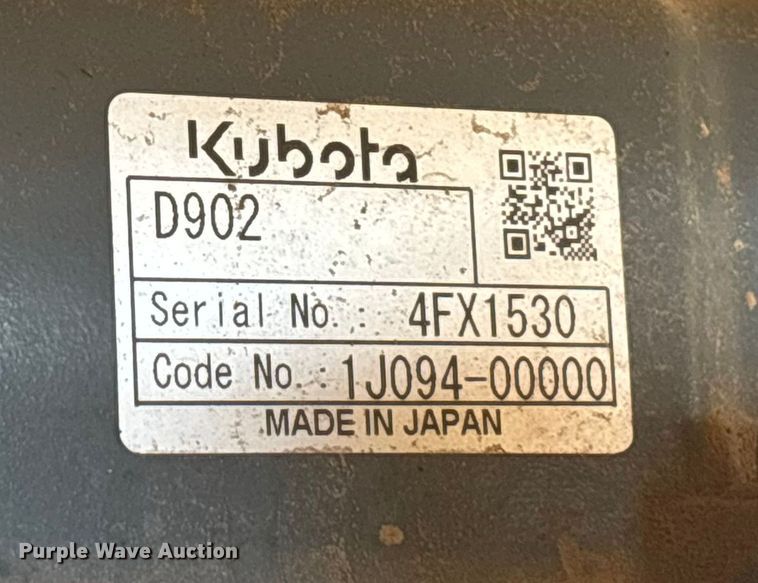 Kubota
D902
Serial No.: 4FX1530
Code No.: 1J094-00000
MADE IN JAPAN
Purple Wave Auction